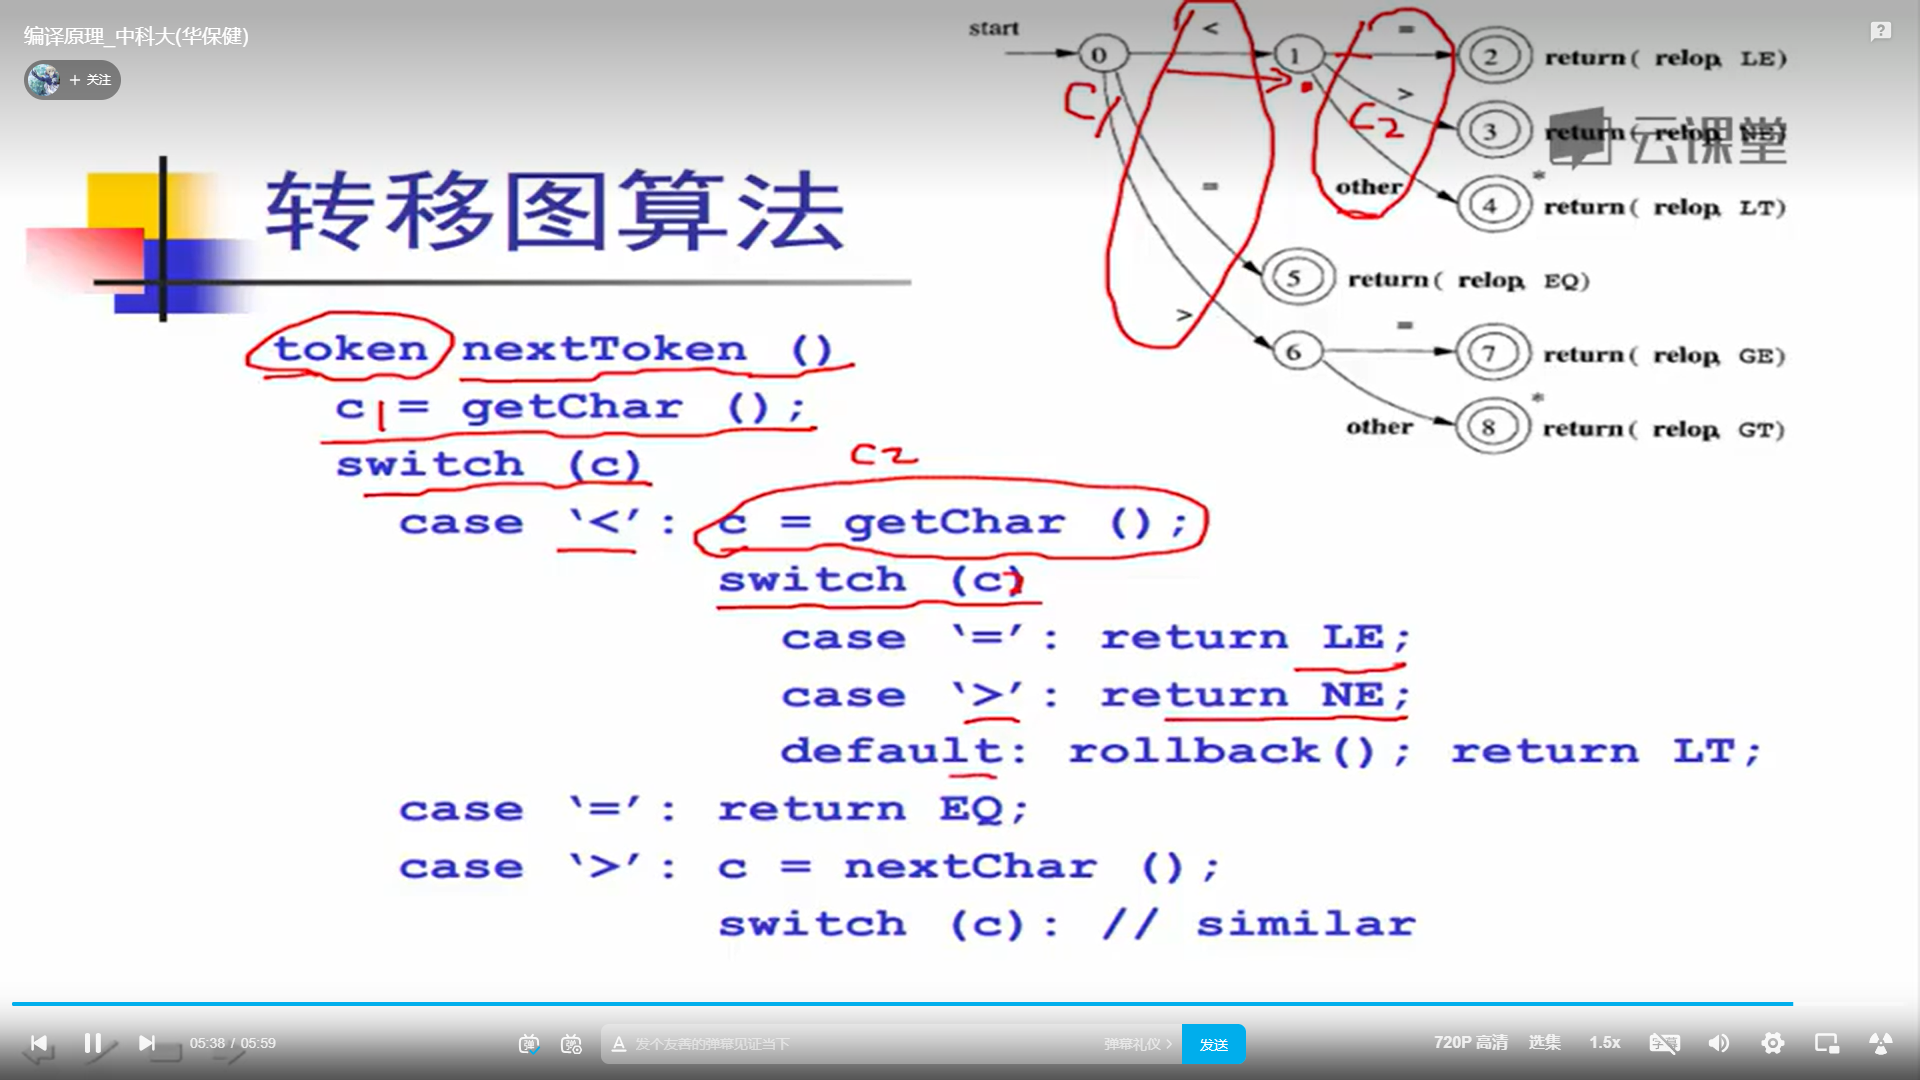 编译原理_中科大(华保健)
+ 关注
start
<
=
0
1
2
return( relop, LE)
>
3
return( relop, NE)
云课堂
C1
C2
other
4
*
return( relop, LT)
=
5
return( relop, EQ)
>
6
=
7
return( relop, GE)
other
8
*
return( relop, GT)
转移图算法
token nextToken ()
c1 = getChar ();
switch (c)
C2
case '<': c = getChar ();
switch (c)
case '=': return LE;
case '>': return NE;
default: rollback(); return LT;
case '=': return EQ;
case '>': c = nextChar ();
switch (c): // similar
05:38 / 05:59
弹
弹
A 发个友善的弹幕见证当下
弹幕礼仪 >
发送
720P 高清
选集
1.5x
字幕